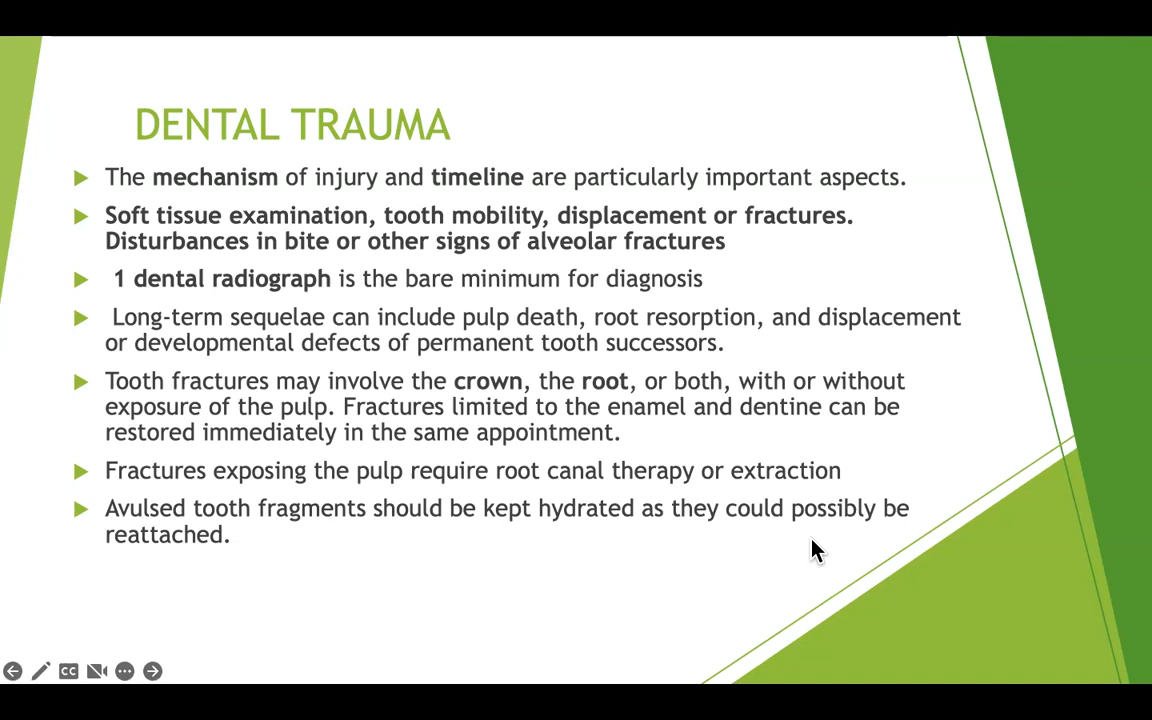 DENTAL TRAUMA
The mechanism of injury and timeline are particularly important aspects.
Soft tissue examination, tooth mobility, displacement or fractures.
Disturbances in bite or other signs of alveolar fractures
1 dental radiograph is the bare minimum for diagnosis
Long-term sequelae can include pulp death, root resorption, and displacement
or developmental defects of permanent tooth successors.
Tooth fractures may involve the crown, the root, or both, with or without
exposure of the pulp. Fractures limited to the enamel and dentine can be
restored immediately in the same appointment.
Fractures exposing the pulp require root canal therapy or extraction
Avulsed tooth fragments should be kept hydrated as they could possibly be
reattached.
CC